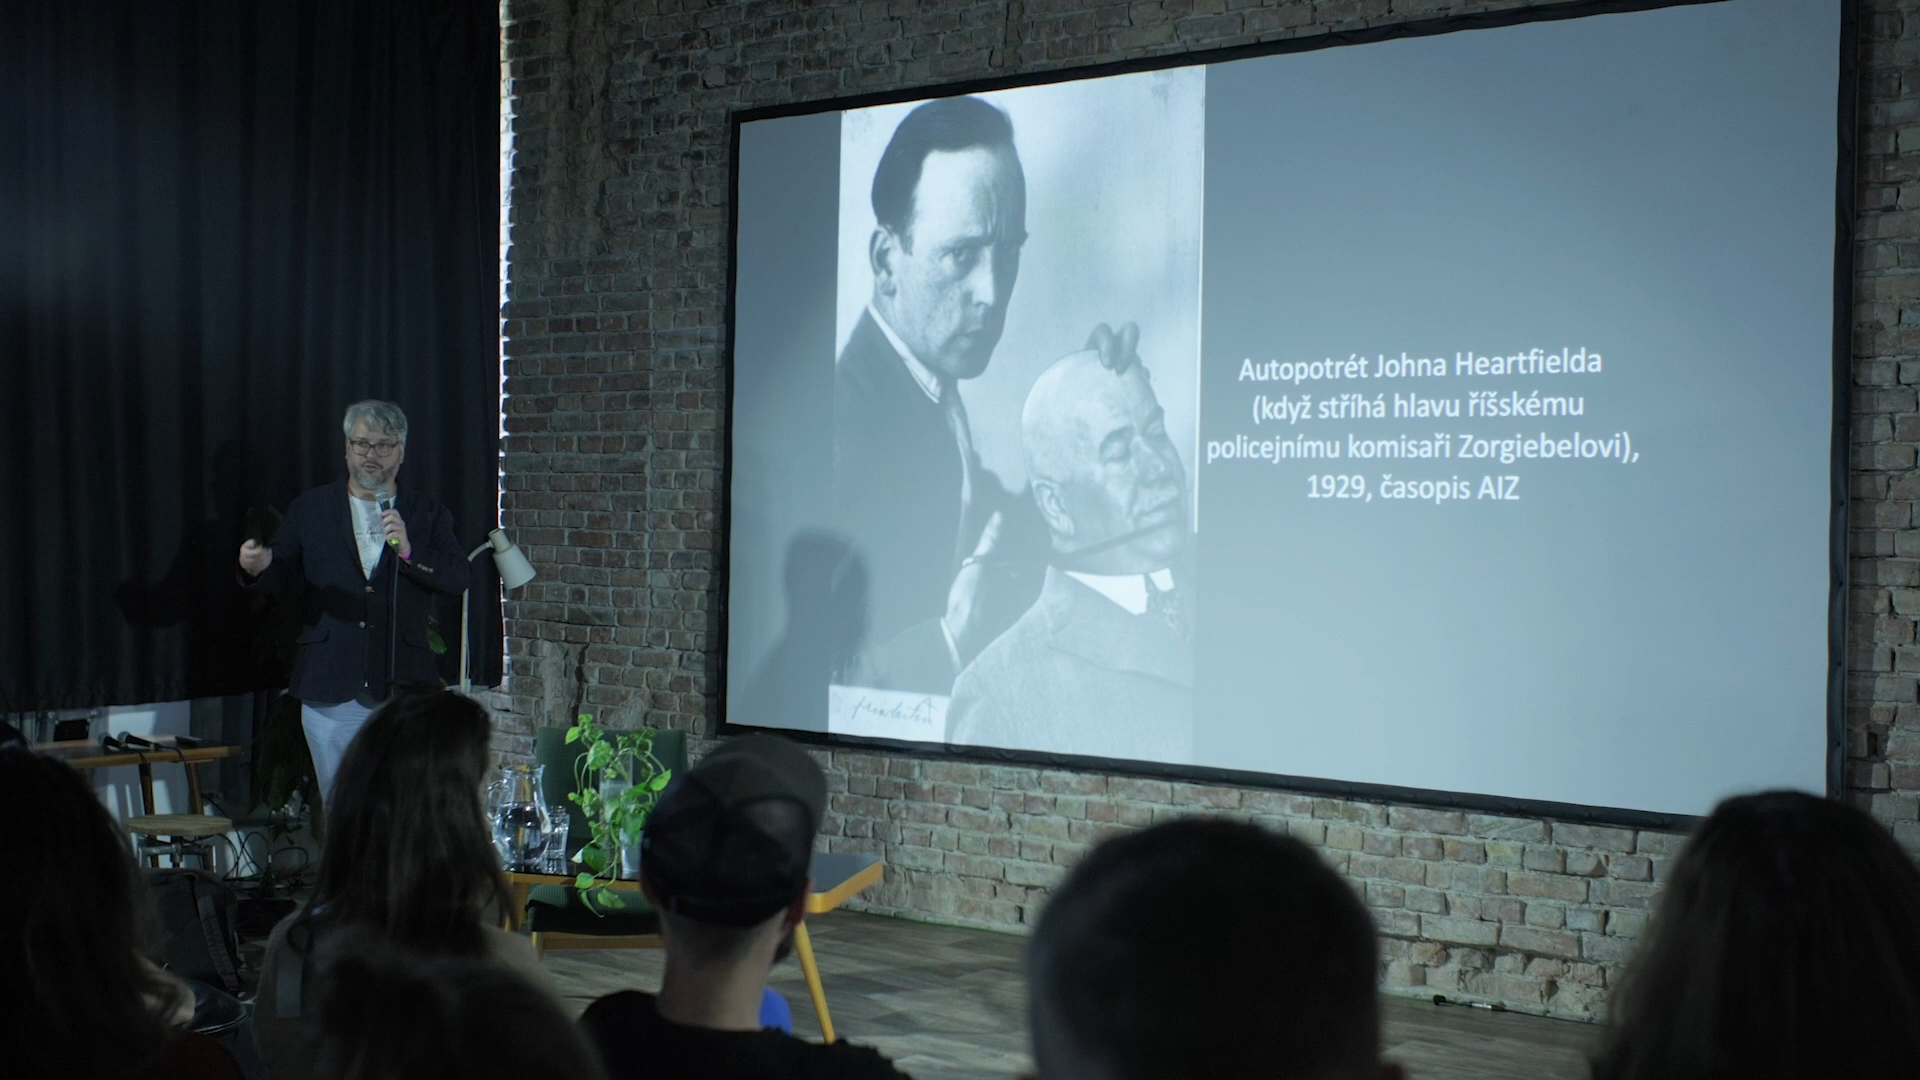 Autopotrét Johna Heartfielda
(když stříhá hlavu říšskému
policejnímu komisaři Zorgiebelovi),
1929, časopis AIZ